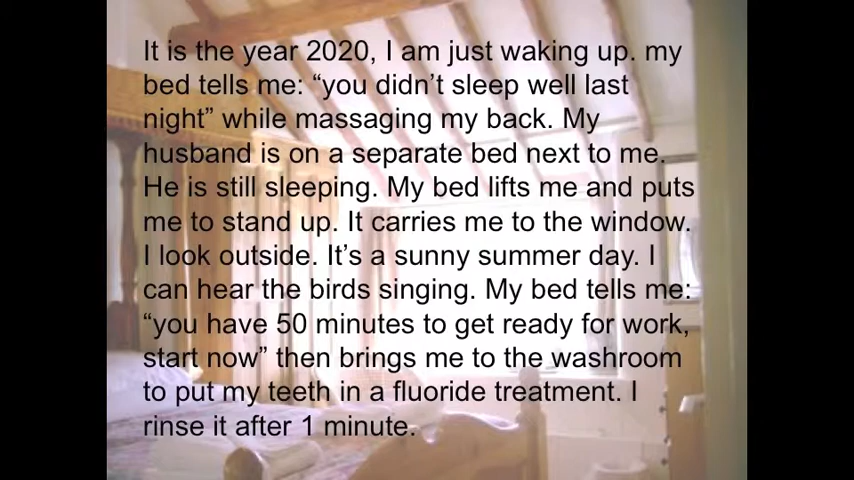 It is the year 2020, I am just waking up. my
bed tells me: “you didn’t sleep well last
night” while massaging my back. My
husband is on a separate bed next to me.
He is still sleeping. My bed lifts me and puts
me to stand up. It carries me to the window.
I look outside. It’s a sunny summer day. I
can hear the birds singing. My bed tells me:
“you have 50 minutes to get ready for work,
start now” then brings me to the washroom
to put my teeth in a fluoride treatment. I
rinse it after 1 minute.